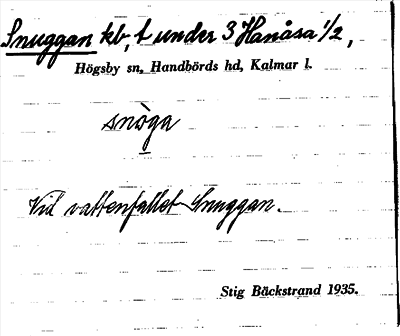 Snuggan kb, t under 3 Hanåsa 1/2,
Högsby sn, Handbörds hd, Kalmar l.
snòga
Vid vattenfallet Snuggan.
Stig Bäckstrand 1935.